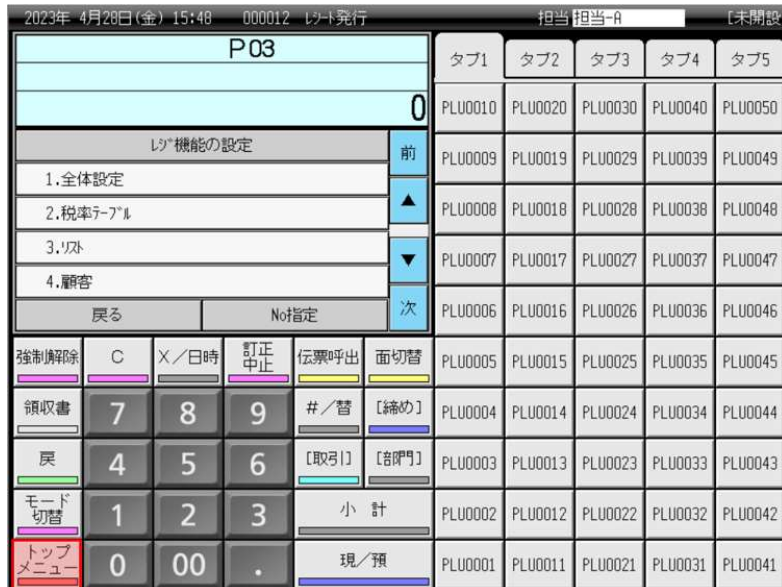 2023年 4月28日(金) 15:48 000012 レシート発行 担当 担当-A [未開設
P03
0
レジ機能の設定 前
1.全体設定
2.税率テーブル
3.リスト
4.顧客
戻る No指定 次
タブ1 タブ2 タブ3 タブ4 タブ5
PLU0010 PLU0020 PLU0030 PLU0040 PLU0050
PLU0009 PLU0019 PLU0029 PLU0039 PLU0049
PLU0008 PLU0018 PLU0028 PLU0038 PLU0048
PLU0007 PLU0017 PLU0027 PLU0037 PLU0047
PLU0006 PLU0016 PLU0026 PLU0036 PLU0046
強制解除 C X/日時 訂正中止 伝票呼出 面切替 PLU0005 PLU0015 PLU0025 PLU0035 PLU0045
領収書 7 8 9 #/替 [締め] PLU0004 PLU0014 PLU0024 PLU0034 PLU0044
戻 4 5 6 [取引] [部門] PLU0003 PLU0013 PLU0023 PLU0033 PLU0043
モード切替 1 2 3 小 計 PLU0002 PLU0012 PLU0022 PLU0032 PLU0042
トップメニュー 0 00 . 現/預 PLU0001 PLU0011 PLU0021 PLU0031 PLU0041